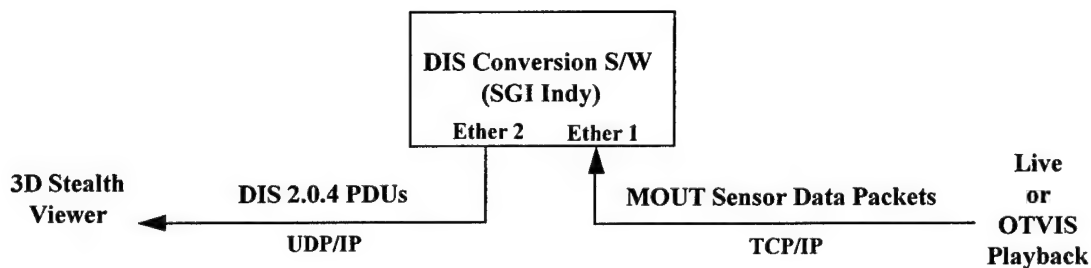 DIS Conversion S/W
(SGI Indy)
Ether 2 Ether 1
3D Stealth
Viewer
DIS 2.0.4 PDUs
UDP/IP
MOUT Sensor Data Packets
TCP/IP
Live
or
OTVIS
Playback